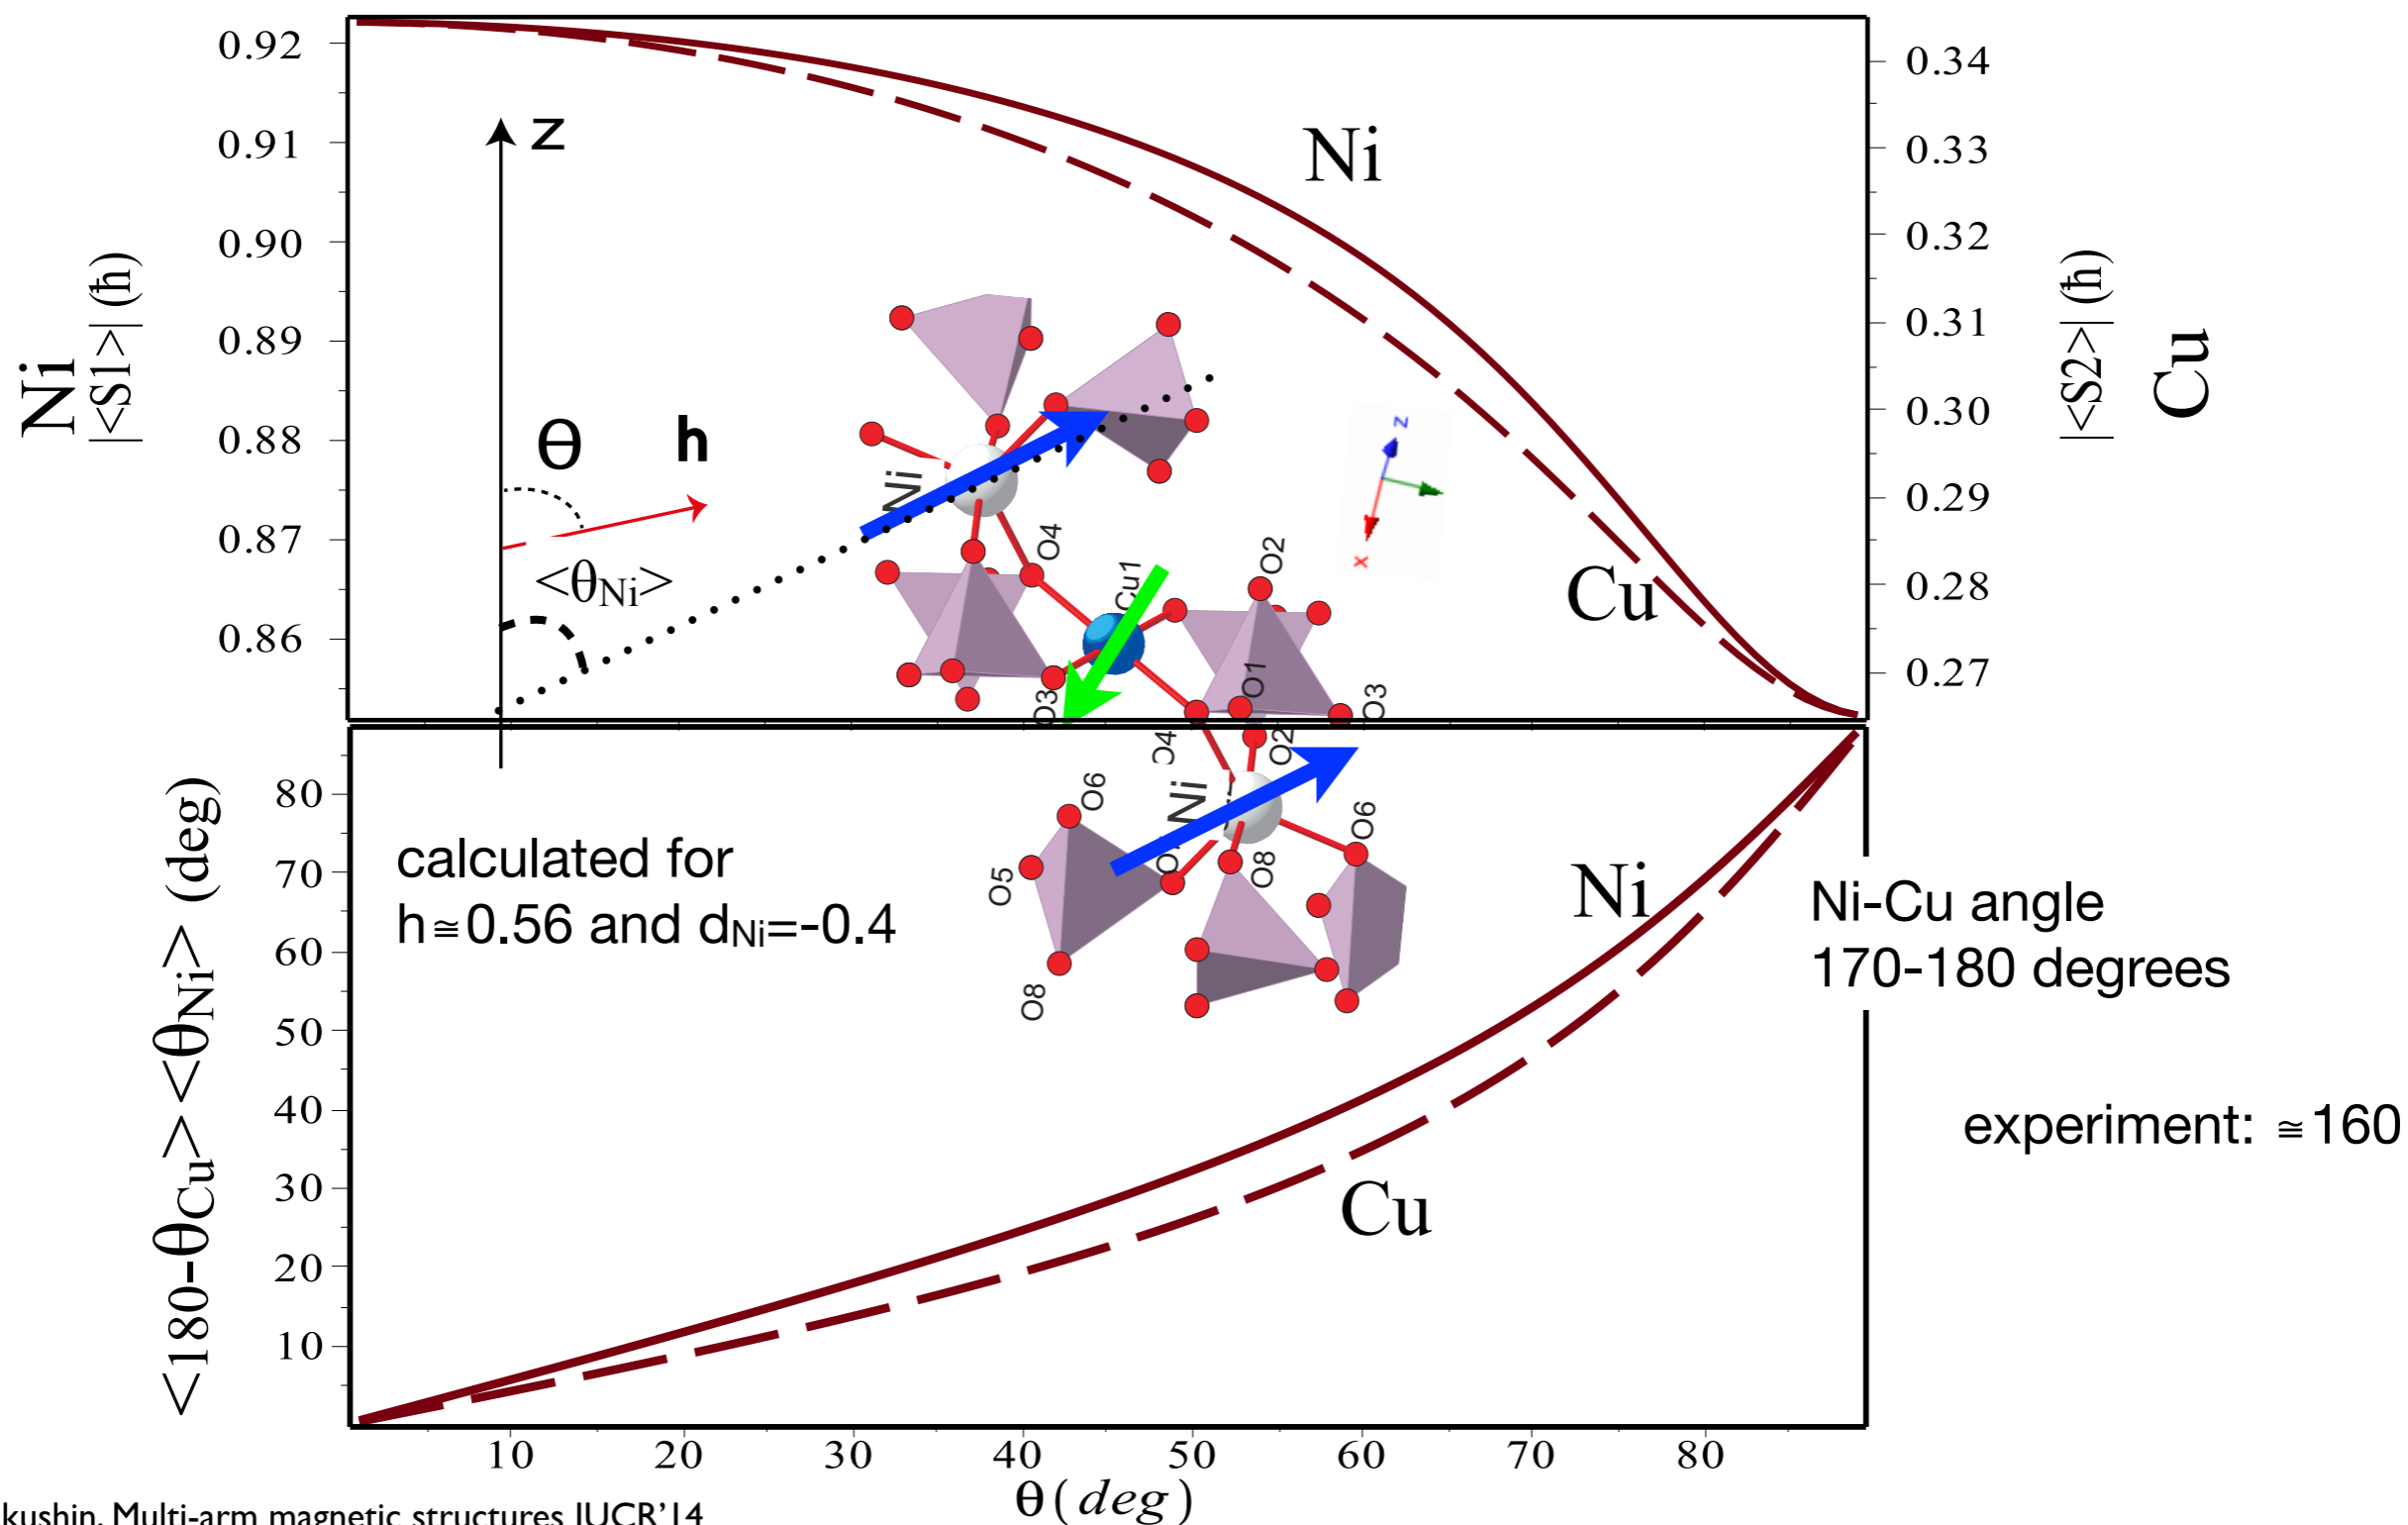 0.92
0.91
0.90
0.89
0.88
0.87
0.86
Ni
|<S1>| (ħ)
z
θ
h
<θNi>
Ni
Cu
0.34
0.33
0.32
0.31
0.30
0.29
0.28
0.27
|<S2>| (ħ)
Cu
Ni
O4
Cu1
O2
O3
O1
O3
z
x
O4
O2
Ni
O6
O5
O8
O8
O6
80
70
60
50
40
30
20
10
<180-θCu> <θNi> (deg)
calculated for
h≅0.56 and dNi=-0.4
Ni
Cu
Ni-Cu angle
170-180 degrees
experiment: ≅160
10 20 30 40 50 60 70 80
θ (deg)
kushin, Multi-arm magnetic structures IUCR'14